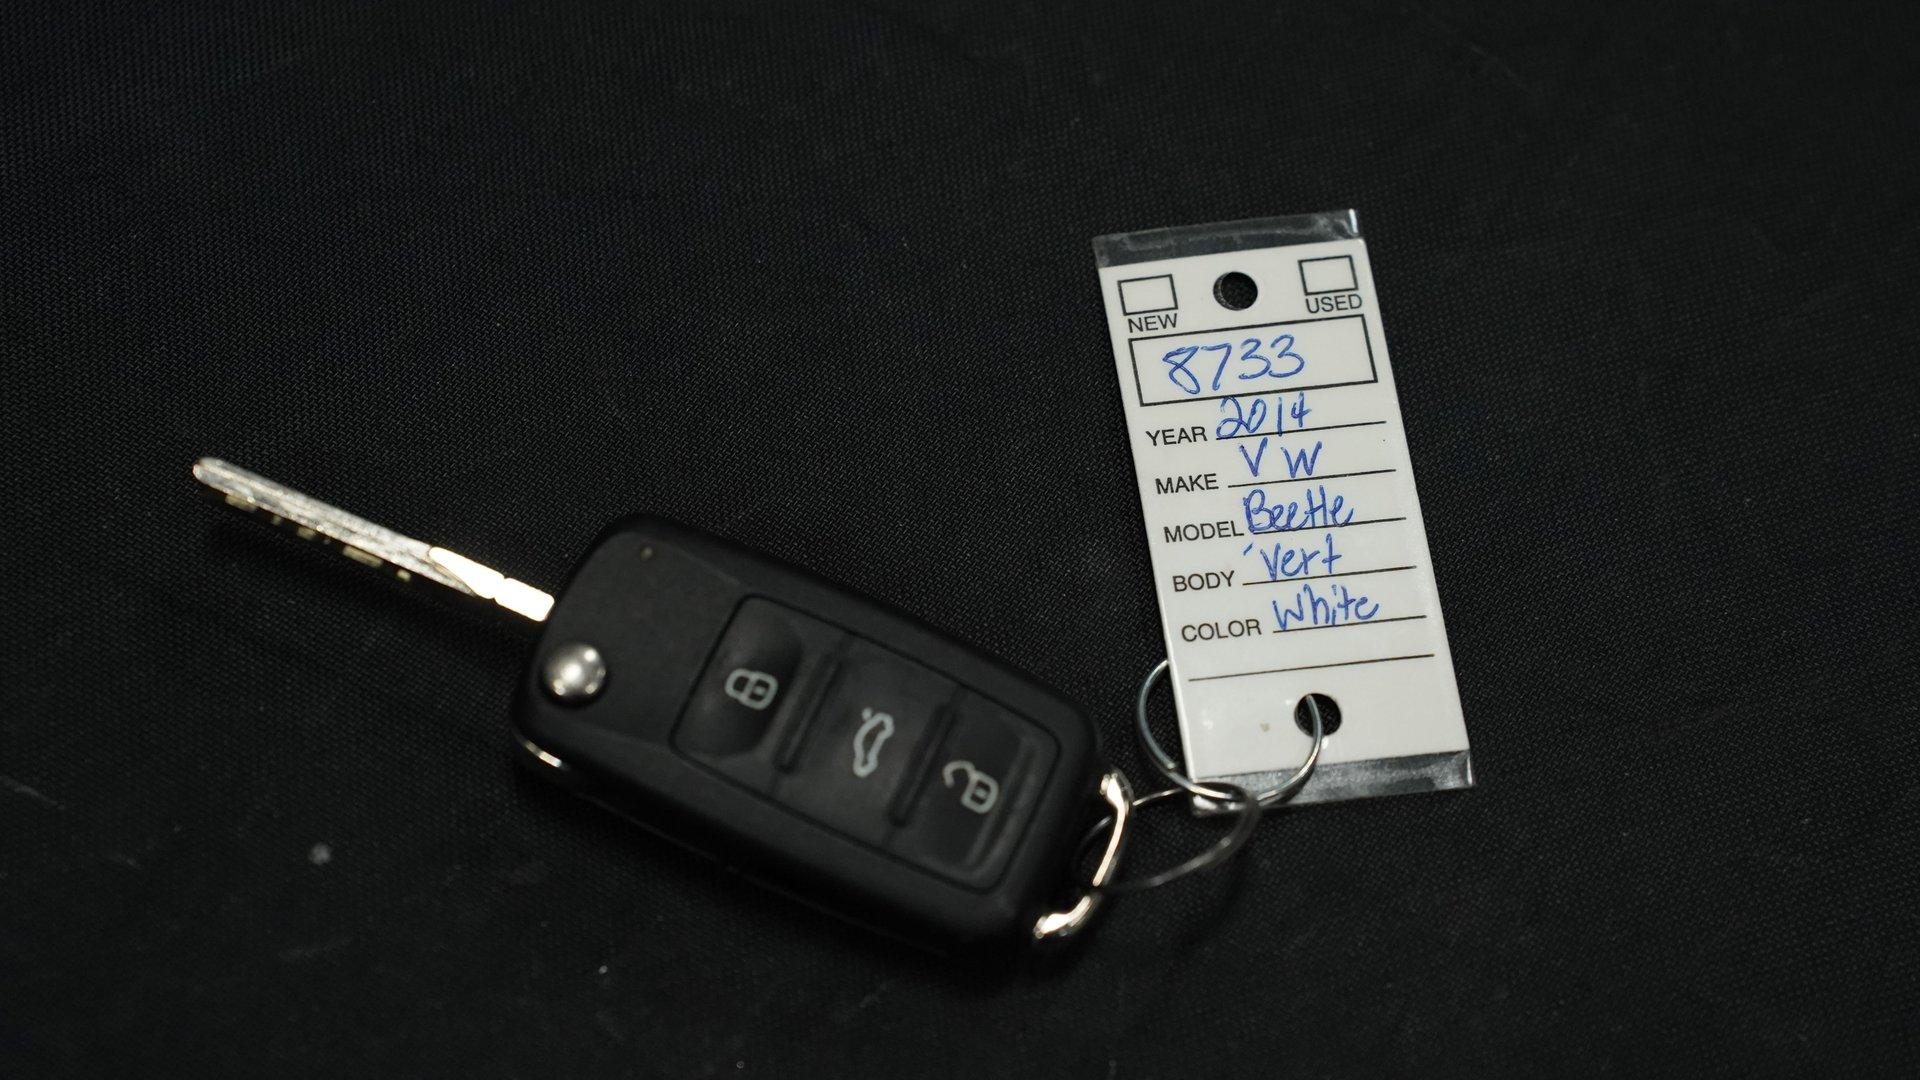 NEW USED
8733
YEAR 2014
MAKE VW
MODEL Beetle
BODY 'Vert
COLOR White